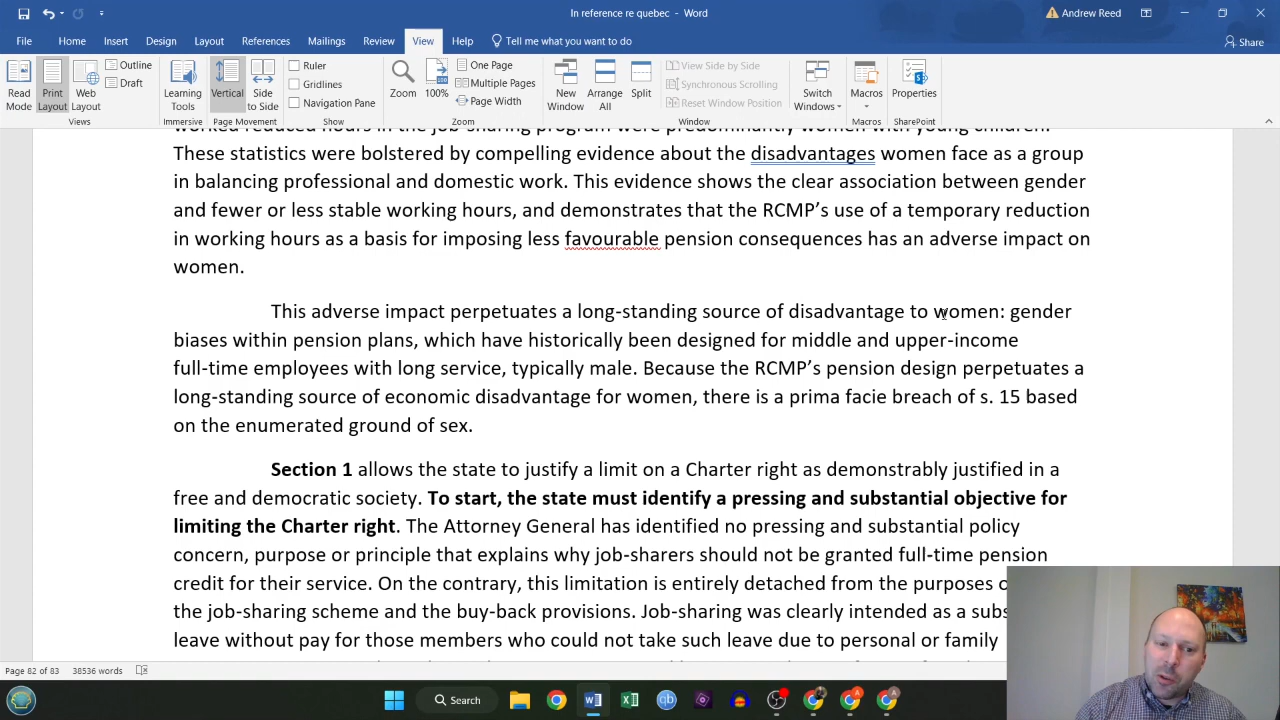 In reference re quebec - Word
Andrew Reed
File Home Insert Design Layout References Mailings Review View Help Tell me what you want to do Share
Read Mode
Print Layout
Web Layout
Outline
Draft
Views
Learning Tools
Immersive
Vertical
Side to Side
Page Movement
Ruler
Gridlines
Navigation Pane
Show
Zoom
100%
One Page
Multiple Pages
Page Width
Zoom
New Window
Arrange All
Split
View Side by Side
Synchronous Scrolling
Reset Window Position
Window
Switch Windows
Macros
Macros
Properties
SharePoint
worked reduced hours in the job-sharing program were predominantly women with young children.
These statistics were bolstered by compelling evidence about the disadvantages women face as a group
in balancing professional and domestic work. This evidence shows the clear association between gender
and fewer or less stable working hours, and demonstrates that the RCMP’s use of a temporary reduction
in working hours as a basis for imposing less favourable pension consequences has an adverse impact on
women.
This adverse impact perpetuates a long-standing source of disadvantage to women: gender
biases within pension plans, which have historically been designed for middle and upper-income
full-time employees with long service, typically male. Because the RCMP’s pension design perpetuates a
long-standing source of economic disadvantage for women, there is a prima facie breach of s. 15 based
on the enumerated ground of sex.
Section 1 allows the state to justify a limit on a Charter right as demonstrably justified in a
free and democratic society. To start, the state must identify a pressing and substantial objective for
limiting the Charter right. The Attorney General has identified no pressing and substantial policy
concern, purpose or principle that explains why job-sharers should not be granted full-time pension
credit for their service. On the contrary, this limitation is entirely detached from the purposes
the job-sharing scheme and the buy-back provisions. Job-sharing was clearly intended as a
leave without pay for those members who could not take such leave due to personal or family
Page 82 of 83 38536 words
Search